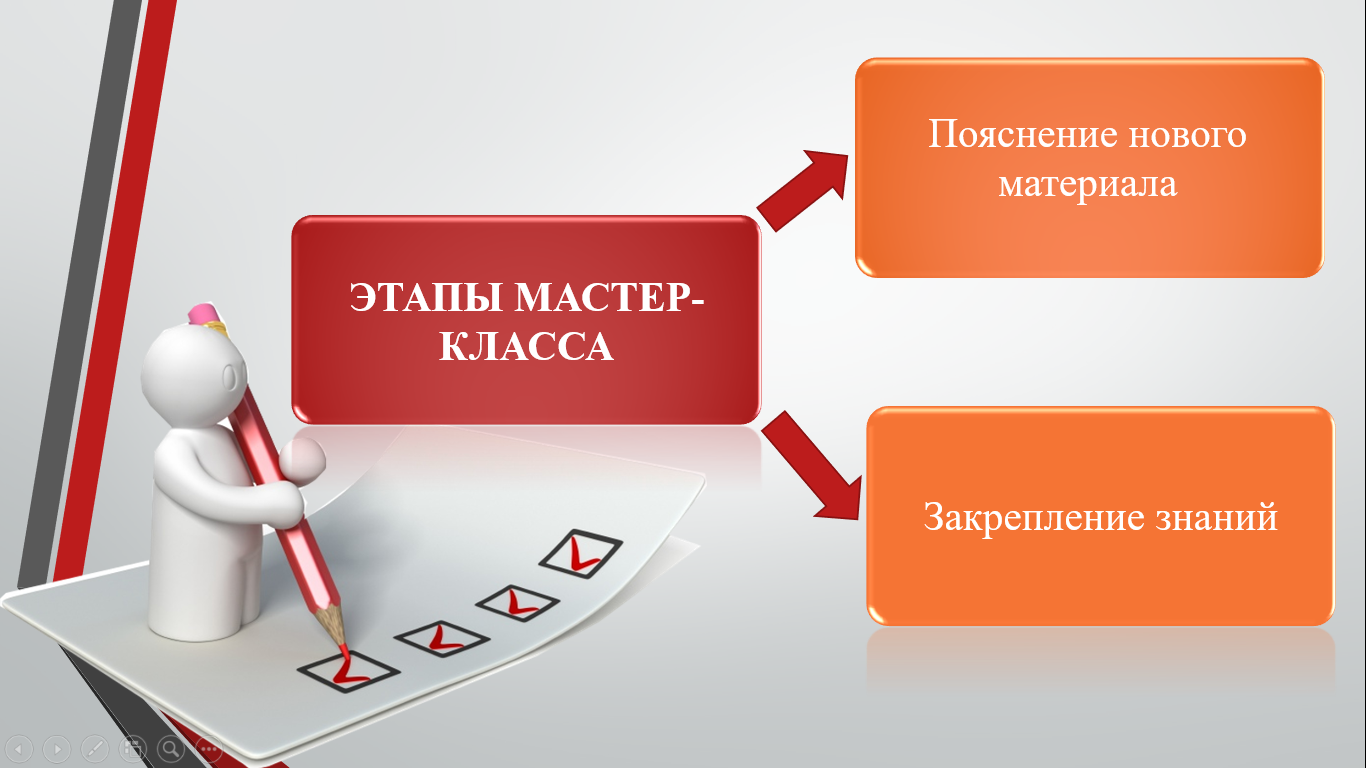 ЭТАПЫ МАСТЕР-
КЛАССА
Пояснение нового
материала
Закрепление знаний